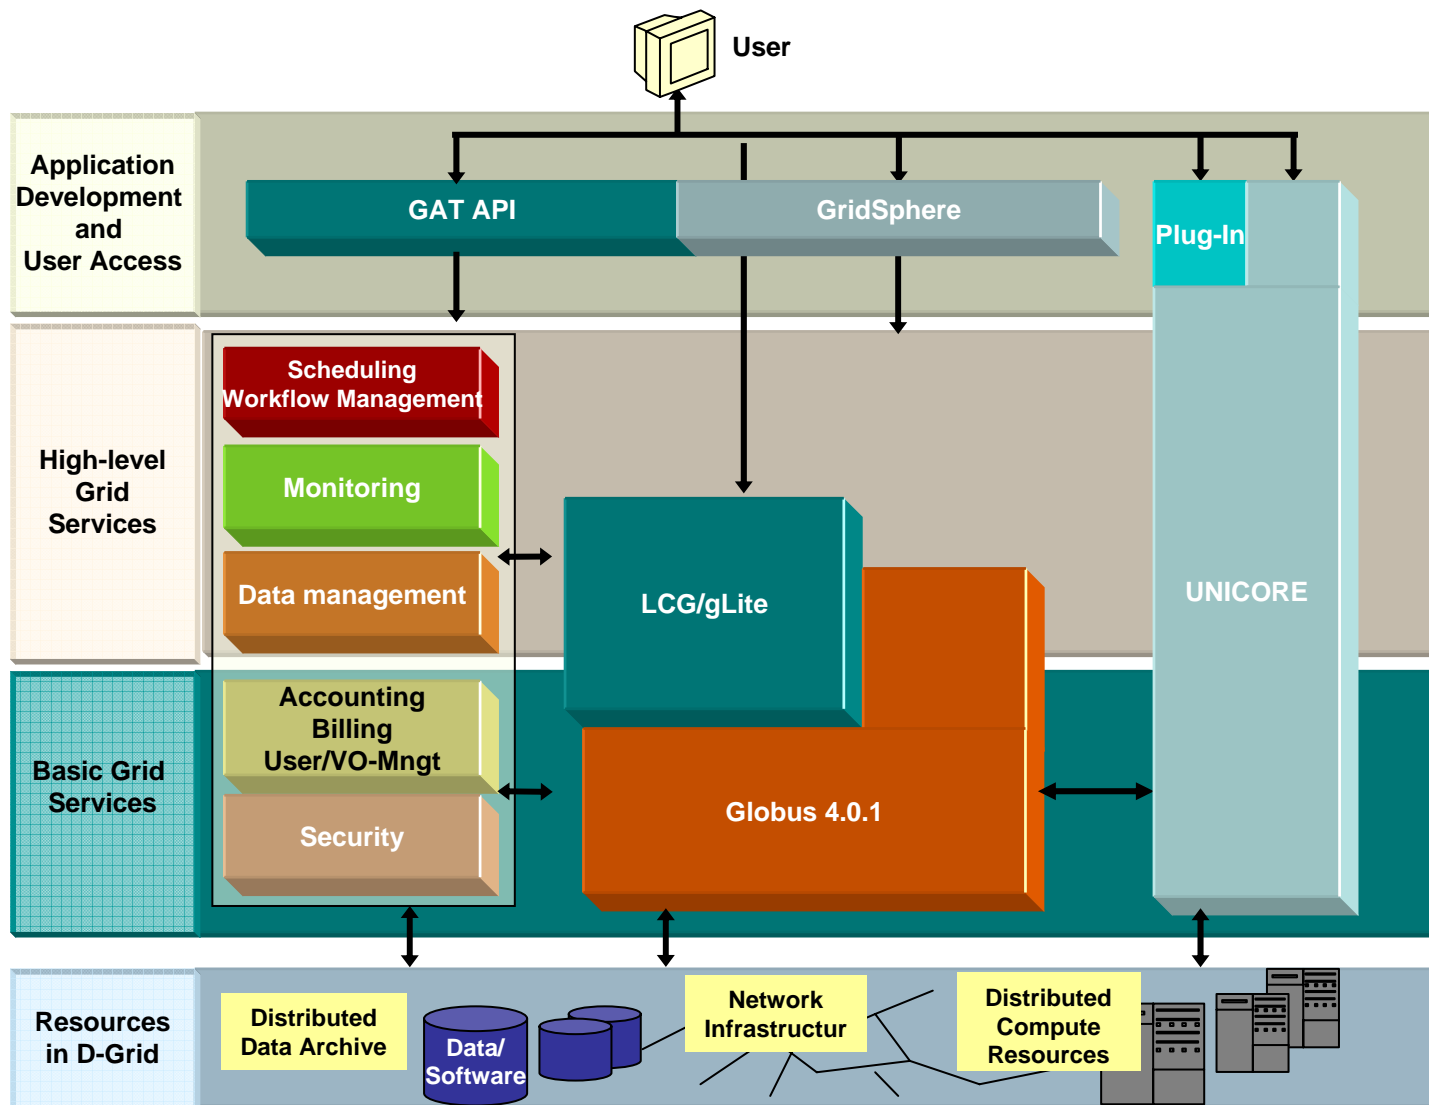 User
Application
Development
and
User Access
GAT API
GridSphere
Plug-In
High-level
Grid
Services
Scheduling
Workflow Management
Monitoring
Data management
LCG/gLite
UNICORE
Basic Grid
Services
Accounting
Billing
User/VO-Mngt
Security
Globus 4.0.1
Resources
in D-Grid
Distributed
Data Archive
Data/
Software
Network
Infrastructur
Distributed
Compute
Resources